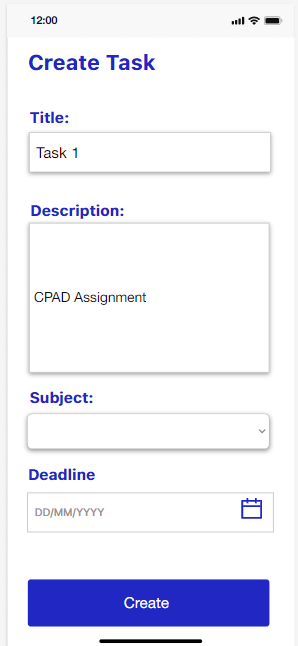 12:00
Create Task
Title:
Task 1
Description:
CPAD Assignment
Subject:
Deadline
DD/MM/YYYY
Create